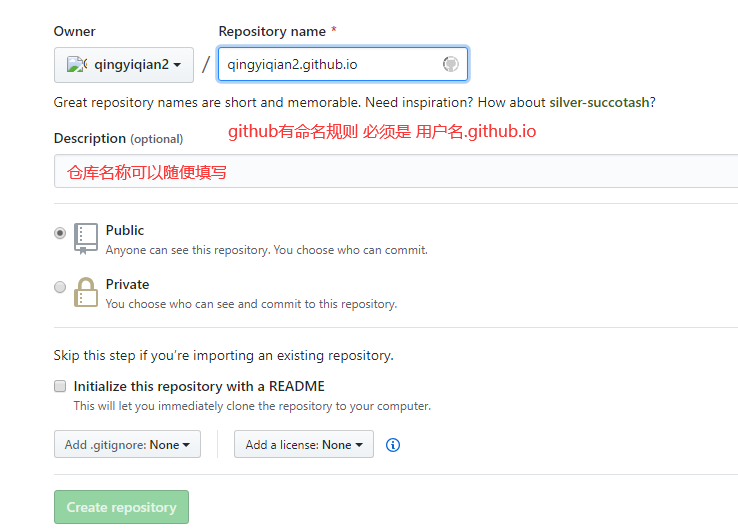 Owner
Repository name *
qingyiqian2
/
qingyiqian2.github.io
Great repository names are short and memorable. Need inspiration? How about silver-succotash?
github有命名规则 必须是 用户名.github.io
Description (optional)
仓库名称可以随便填写
Public
Anyone can see this repository. You choose who can commit.
Private
You choose who can see and commit to this repository.
Skip this step if you’re importing an existing repository.
Initialize this repository with a README
This will let you immediately clone the repository to your computer.
Add .gitignore: None
Add a license: None
Create repository